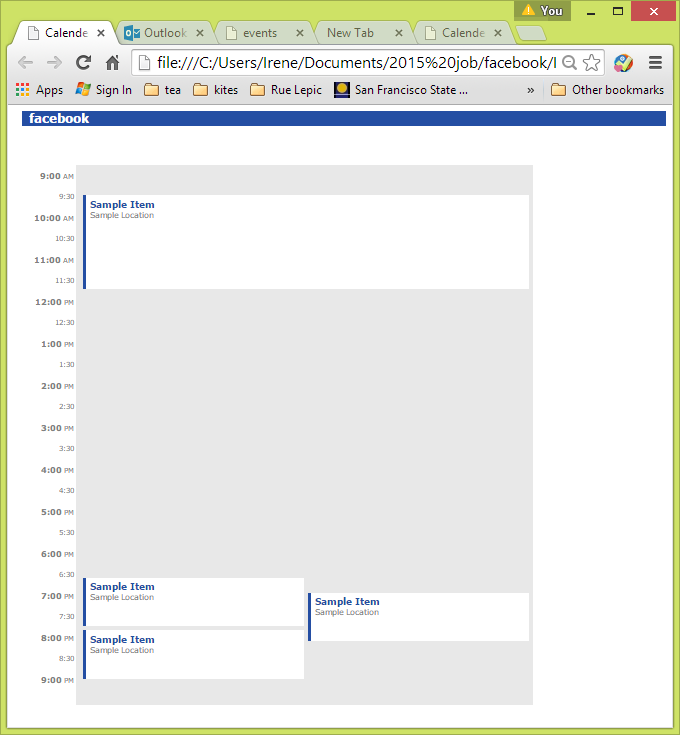 You
Calende
Outlook
events
New Tab
Calende
file:///C:/Users/Irene/Documents/2015%20job/facebook/I
Apps Sign In tea kites Rue Lepic San Francisco State ... » Other bookmarks
facebook
9:00 AM
9:30
Sample Item
Sample Location
10:00 AM
10:30
11:00 AM
11:30
12:00 PM
12:30
1:00 PM
1:30
2:00 PM
2:30
3:00 PM
3:30
4:00 PM
4:30
5:00 PM
5:30
6:00 PM
6:30
Sample Item
Sample Location
7:00 PM
Sample Item
Sample Location
7:30
8:00 PM
Sample Item
Sample Location
8:30
9:00 PM